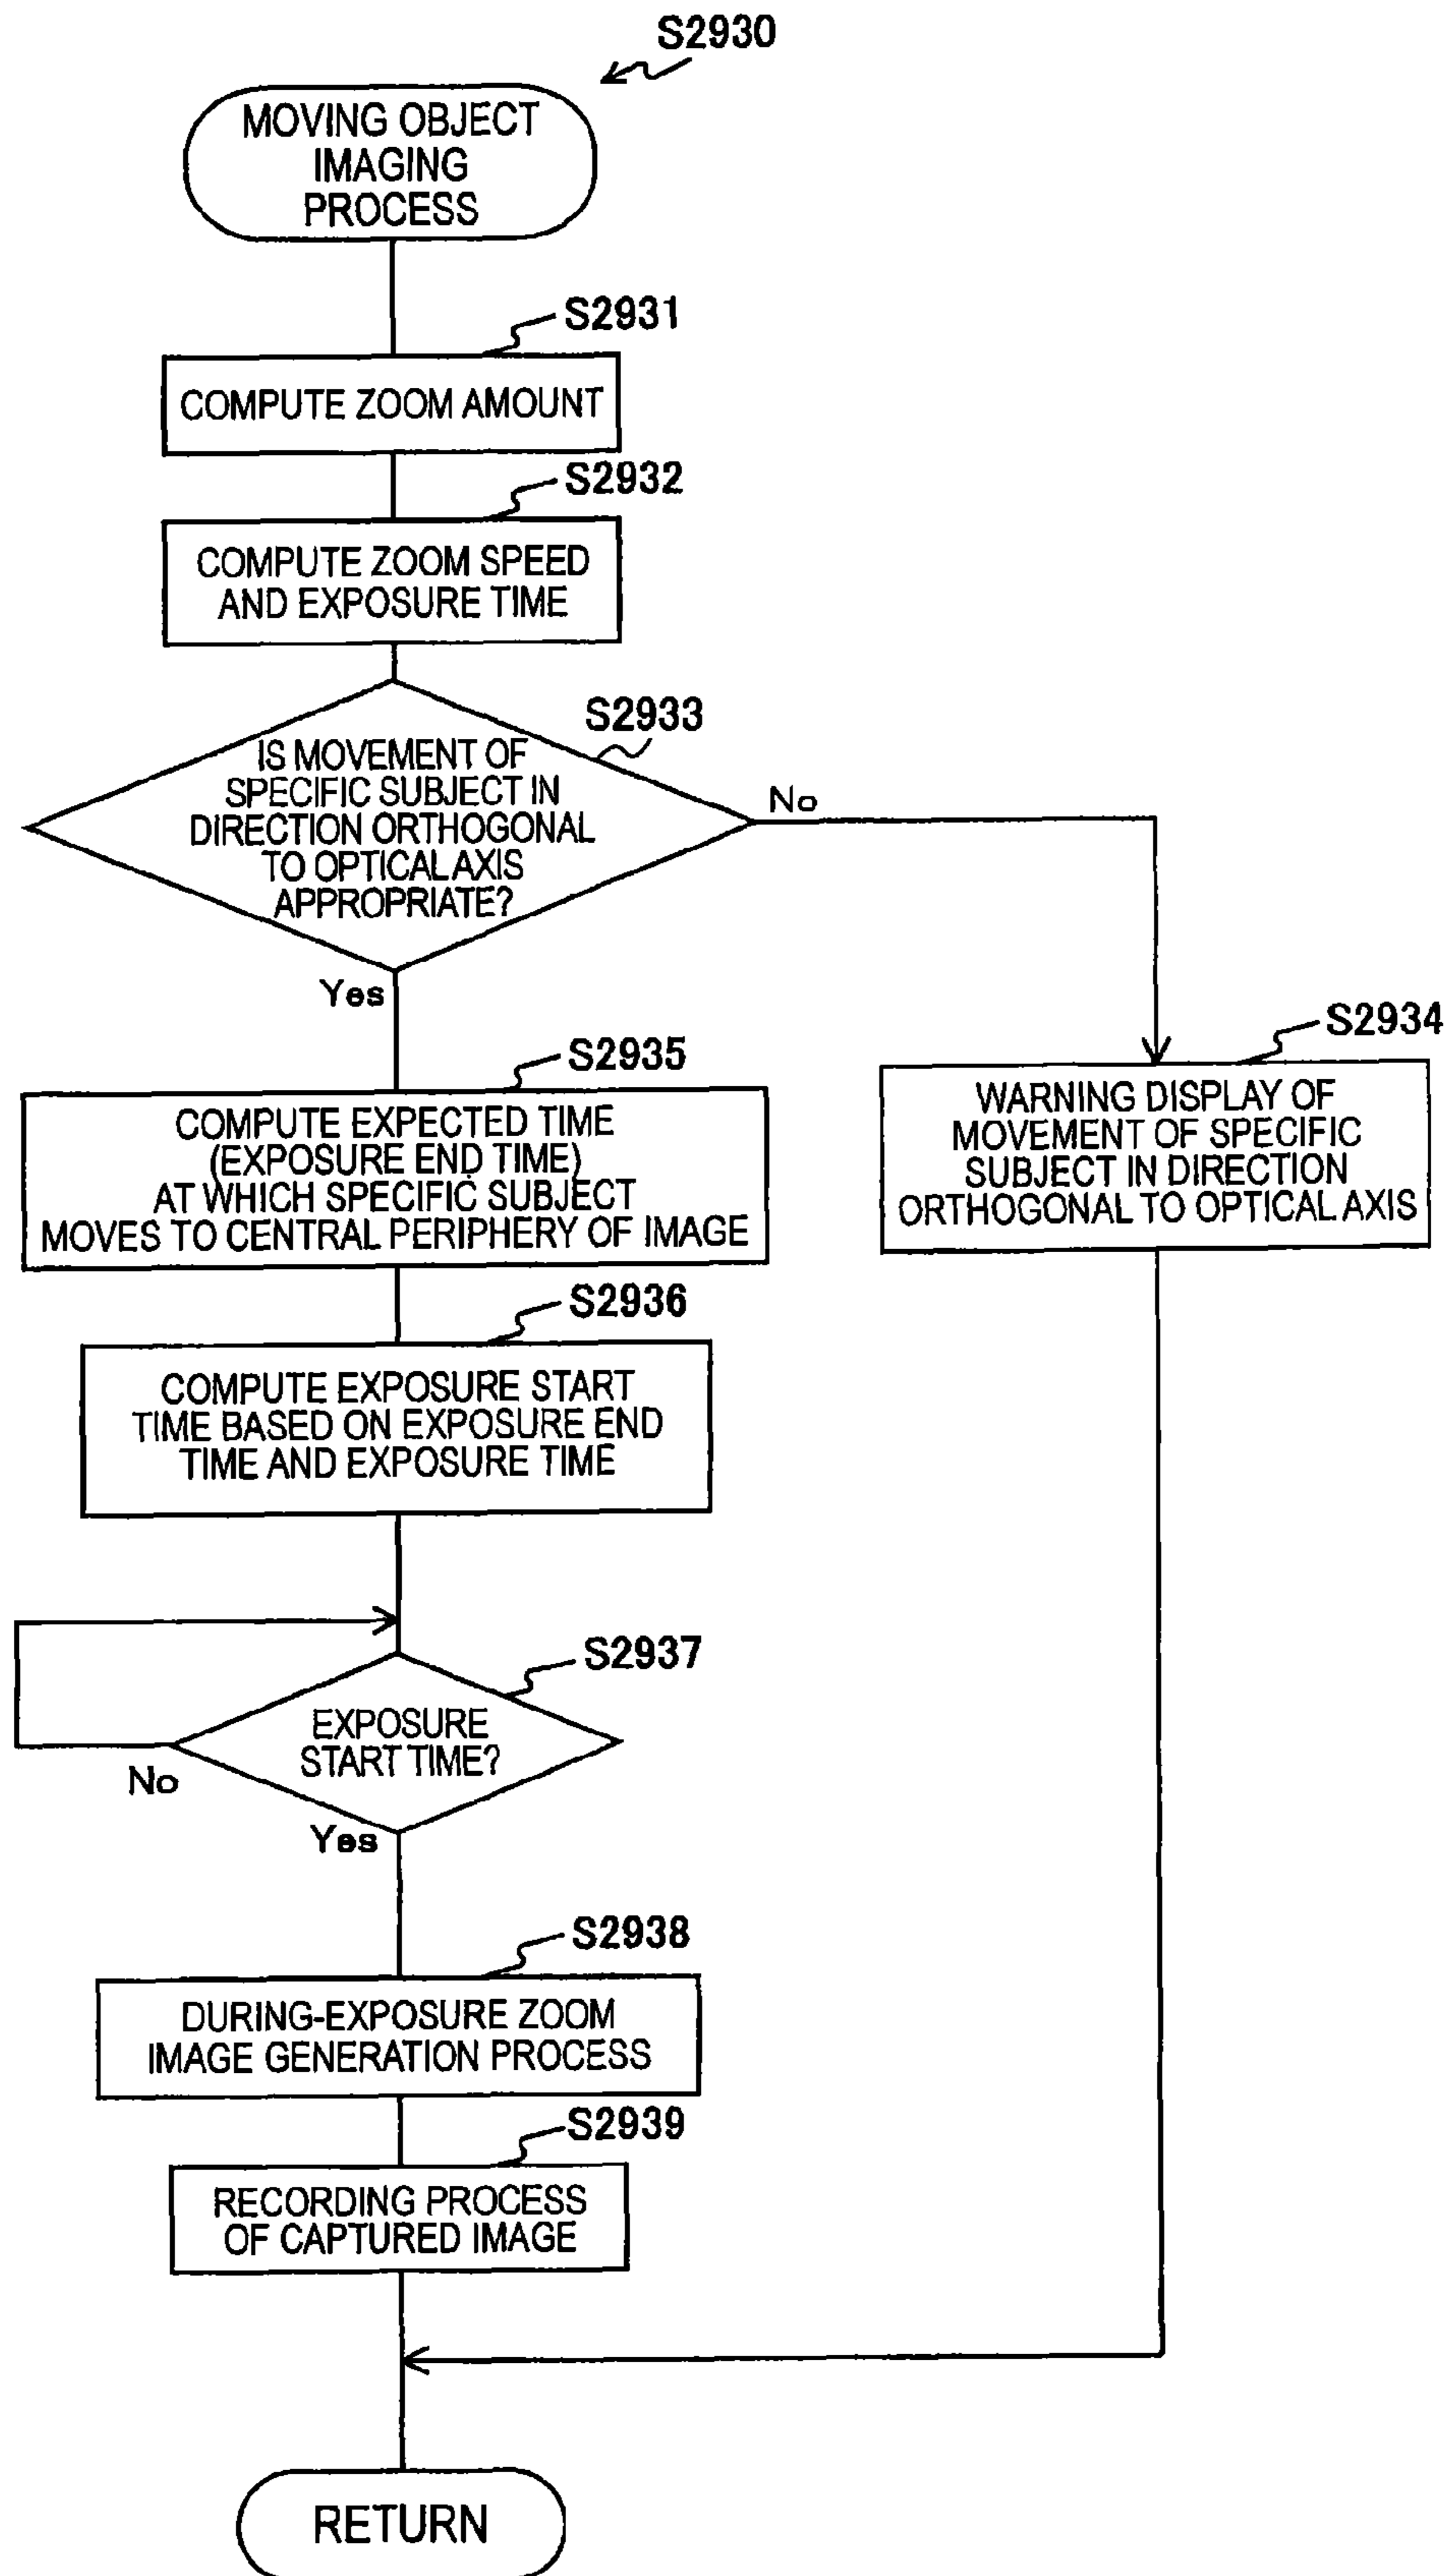 S2930
MOVING OBJECT
IMAGING
PROCESS
S2931
COMPUTE ZOOM AMOUNT
S2932
COMPUTE ZOOM SPEED
AND EXPOSURE TIME
S2933
IS MOVEMENT OF
SPECIFIC SUBJECT IN
DIRECTION ORTHOGONAL
TO OPTICAL AXIS
APPROPRIATE?
No
Yes
S2934
WARNING DISPLAY OF
MOVEMENT OF SPECIFIC
SUBJECT IN DIRECTION
ORTHOGONAL TO OPTICAL AXIS
S2935
COMPUTE EXPECTED TIME
(EXPOSURE END TIME)
AT WHICH SPECIFIC SUBJECT
MOVES TO CENTRAL PERIPHERY OF IMAGE
S2936
COMPUTE EXPOSURE START
TIME BASED ON EXPOSURE END
TIME AND EXPOSURE TIME
S2937
EXPOSURE
START TIME?
No
Yes
S2938
DURING-EXPOSURE ZOOM
IMAGE GENERATION PROCESS
S2939
RECORDING PROCESS
OF CAPTURED IMAGE
RETURN